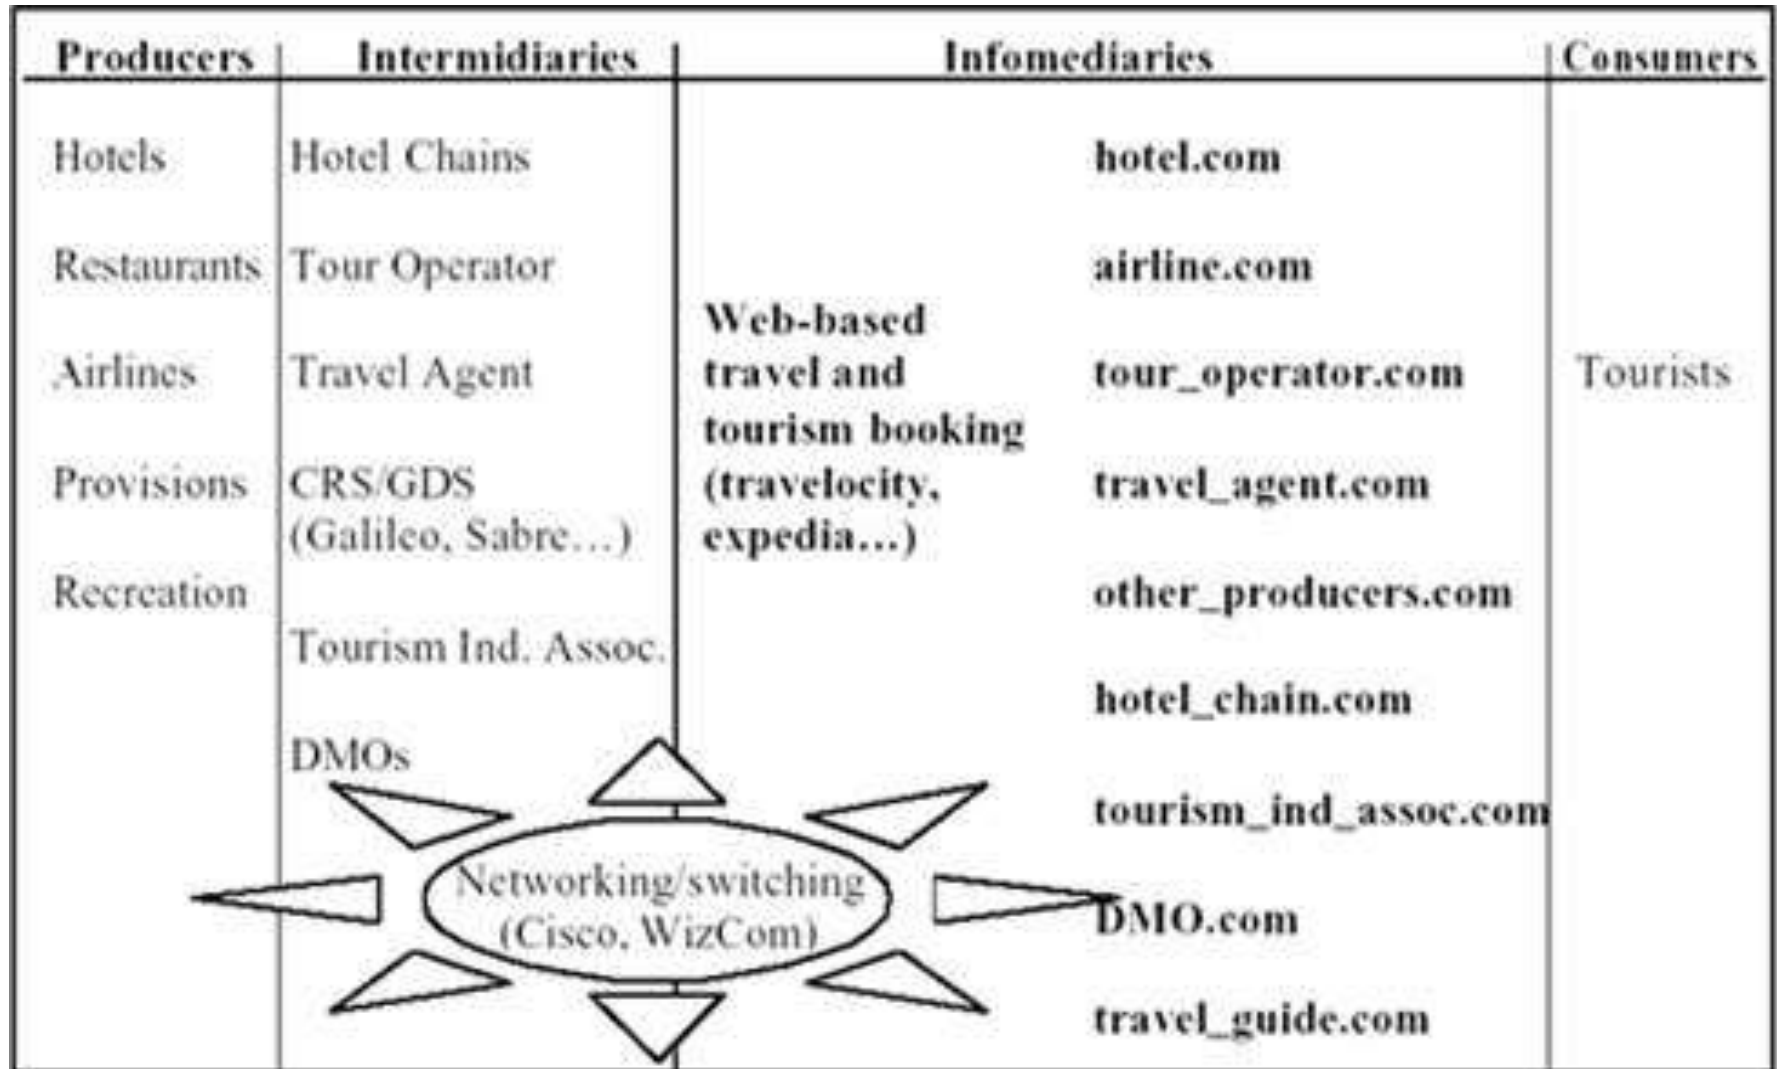 Producers Intermidiaries Infomediaries Consumers
Hotels Hotel Chains hotel.com
Restaurants Tour Operator airline.com
Web-based
Airlines Travel Agent travel and tour_operator.com Tourists
tourism booking
Provisions CRS/GDS (travelocity, travel_agent.com
(Galileo, Sabre...) expedia...)
Recreation other_producers.com
Tourism Ind. Assoc.
hotel_chain.com
DMOs
tourism_ind_assoc.com
Networking/switching
(Cisco, WizCom) DMO.com
travel_guide.com